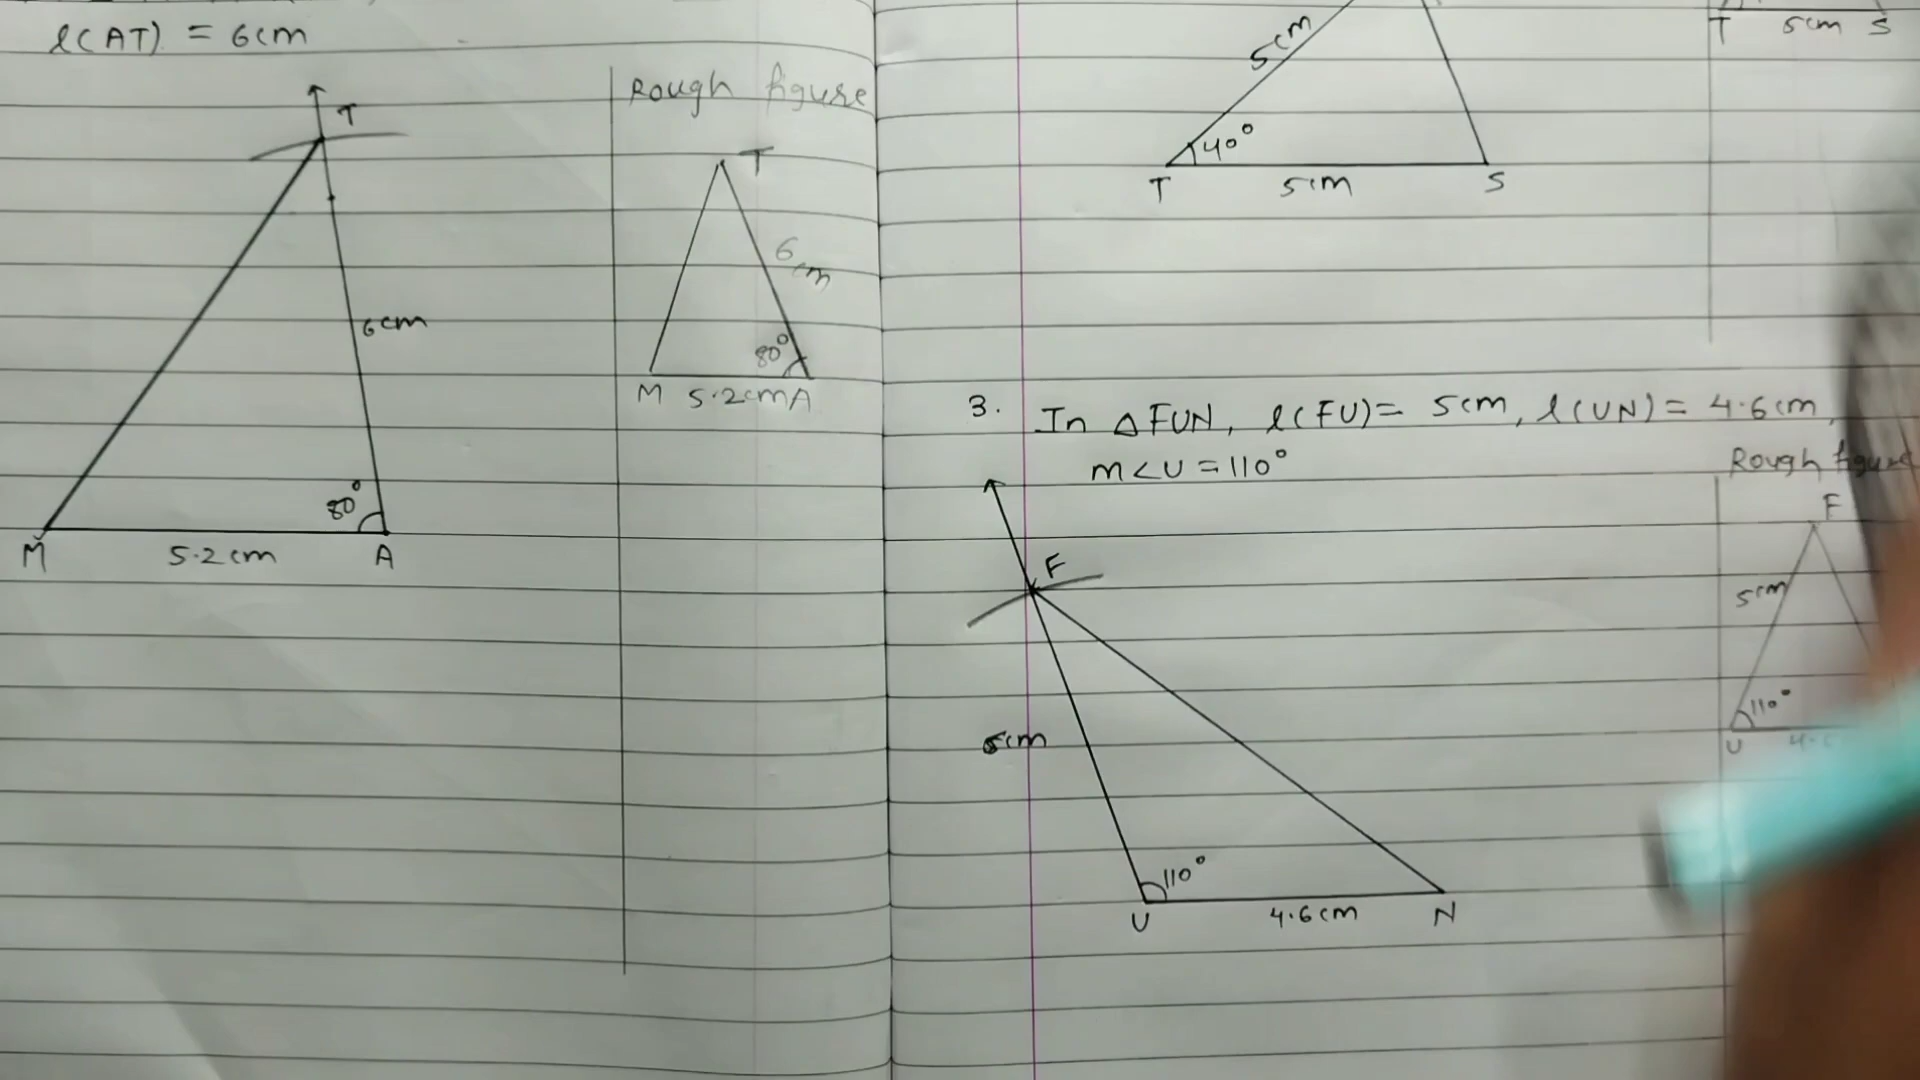 l(AT) = 6cm
T
6cm
80°
M 5.2cm A
Rough figure
T
6cm
80°
M 5.2cm A
5cm
40°
T 5cm S
T 5cm S
3. In △FUN, l(FU)= 5cm, l(UN)= 4.6cm,
m∠U = 110°
F
5cm
110°
U 4.6cm N
Rough figure
F
5cm
110°
U